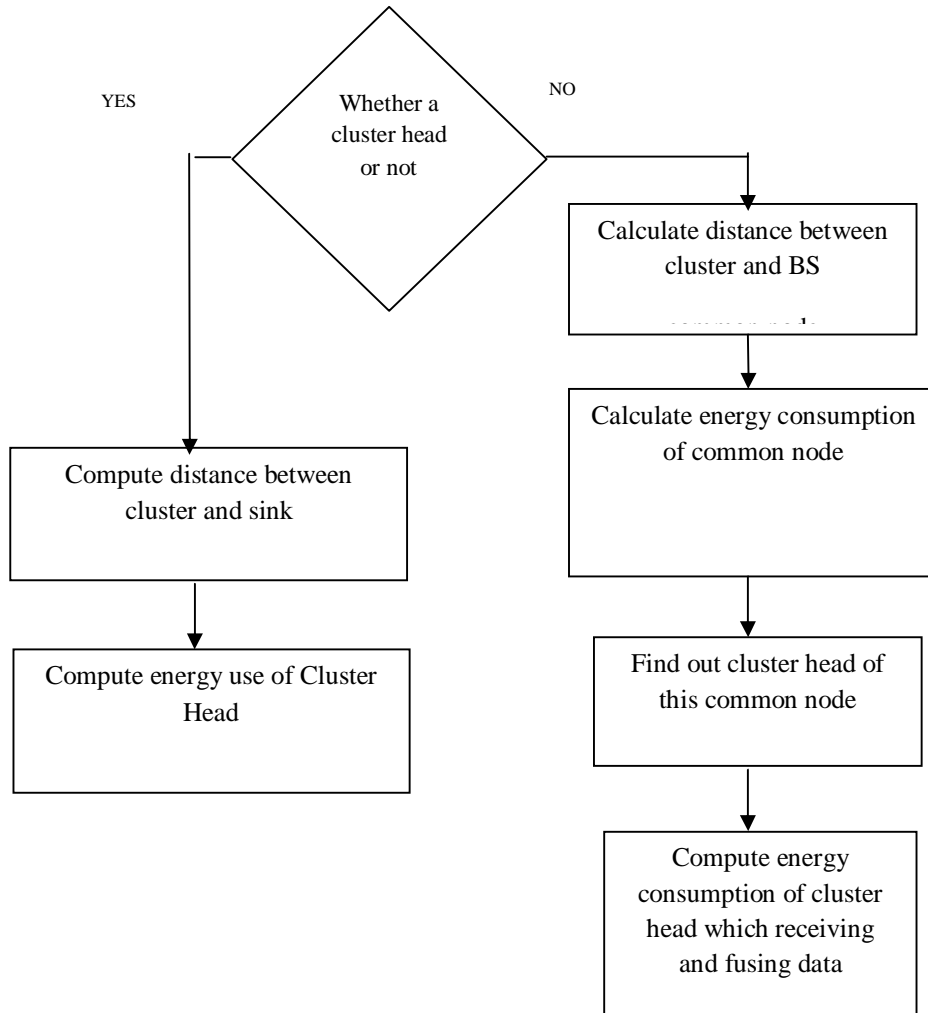 YES
NO
Whether a
cluster head
or not
Calculate distance between
cluster and BS
Calculate energy consumption
of common node
Compute distance between
cluster and sink
Find out cluster head of
this common node
Compute energy use of Cluster
Head
Compute energy
consumption of cluster
head which receiving
and fusing data